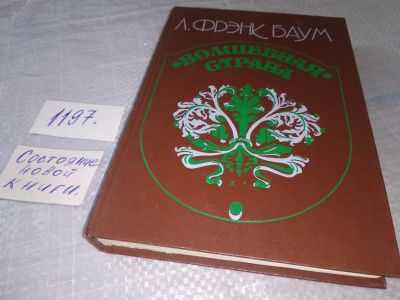 Л. ФРЭНК БАУМ
•ВОЛШЕБНАЯ•
СТРАНА
1197.
Состояние
новой
книги.